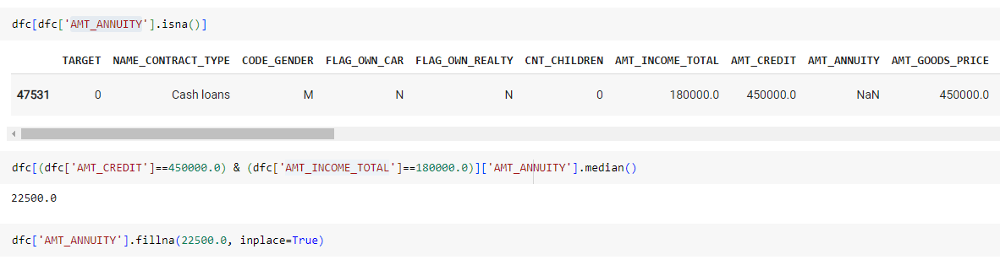 dfc[dfc['AMT_ANNUITY'].isna()]
TARGET NAME_CONTRACT_TYPE CODE_GENDER FLAG_OWN_CAR FLAG_OWN_REALTY CNT_CHILDREN AMT_INCOME_TOTAL AMT_CREDIT AMT_ANNUITY AMT_GOODS_PRICE
47531 0 Cash loans M N N 0 180000.0 450000.0 NaN 450000.0
dfc[(dfc['AMT_CREDIT']==450000.0) & (dfc['AMT_INCOME_TOTAL']==180000.0)]['AMT_ANNUITY'].median()
22500.0
dfc['AMT_ANNUITY'].fillna(22500.0, inplace=True)